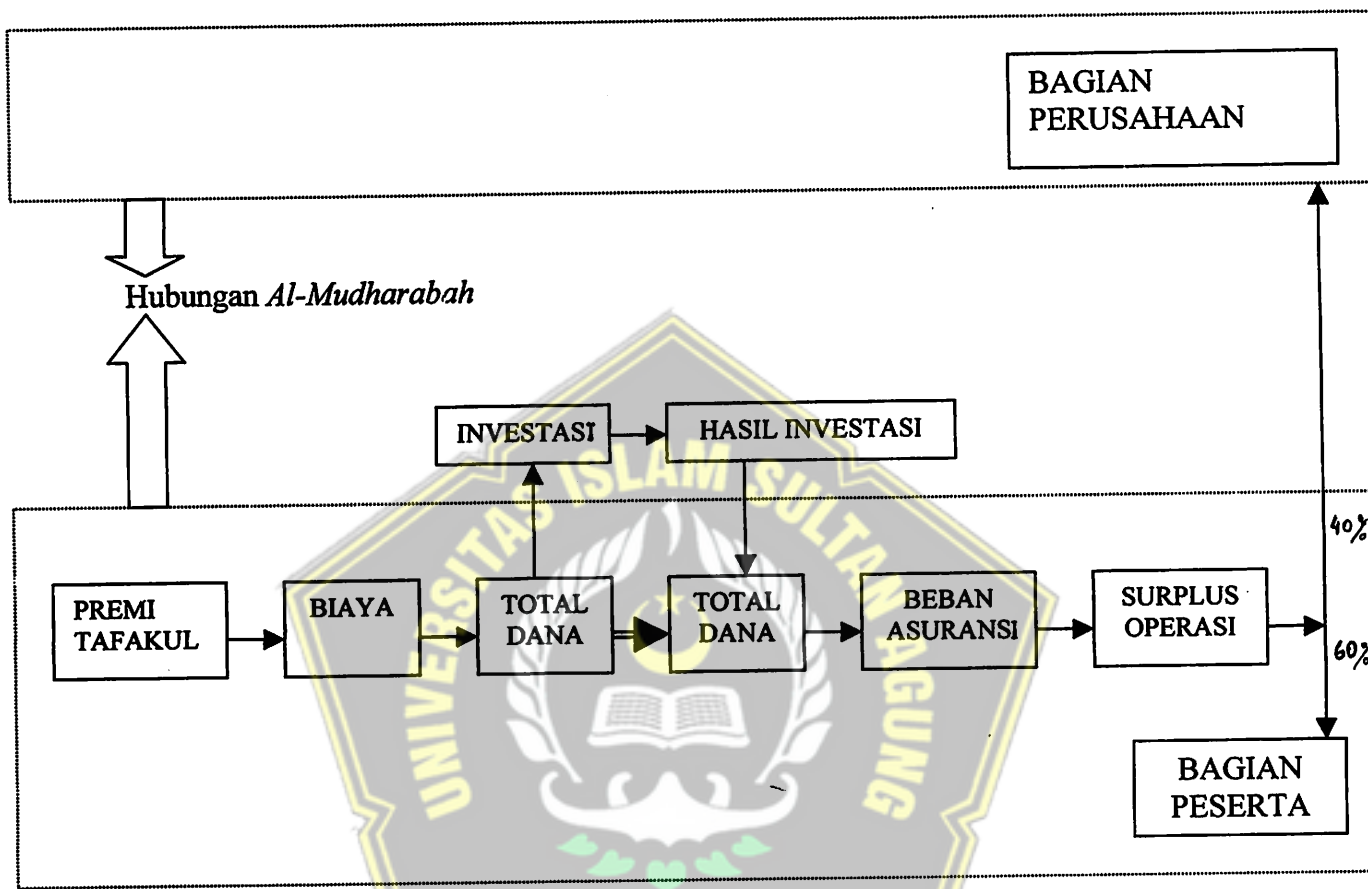 BAGIAN
PERUSAHAAN
Hubungan Al-Mudharabah
INVESTASI
HASIL INVESTASI
40%
PREMI
TAFAKUL
BIAYA
TOTAL
DANA
TOTAL
DANA
BEBAN
ASURANSI
SURPLUS
OPERASI
60%
BAGIAN
PESERTA
UNIVERSITAS ISLAM SULTAN AGUNG